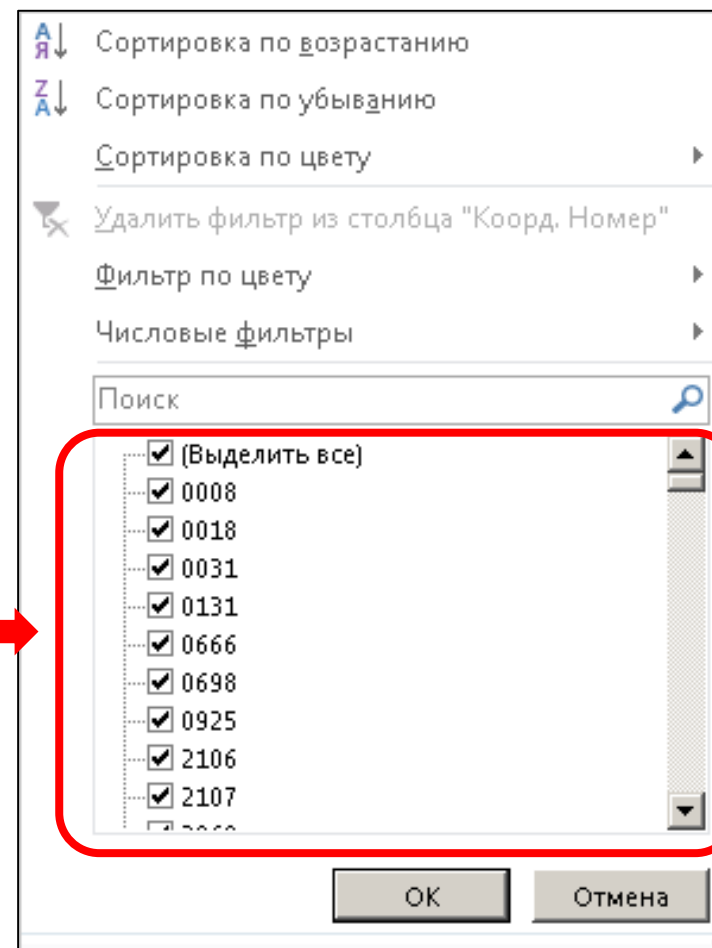 Сортировка по возрастанию
Сортировка по убыванию
Сортировка по цвету
Удалить фильтр из столбца "Коорд. Номер"
Фильтр по цвету
Числовые фильтры
Поиск
(Выделить все)
0008
0018
0031
0131
0666
0698
0925
2106
2107
ОК Отмена